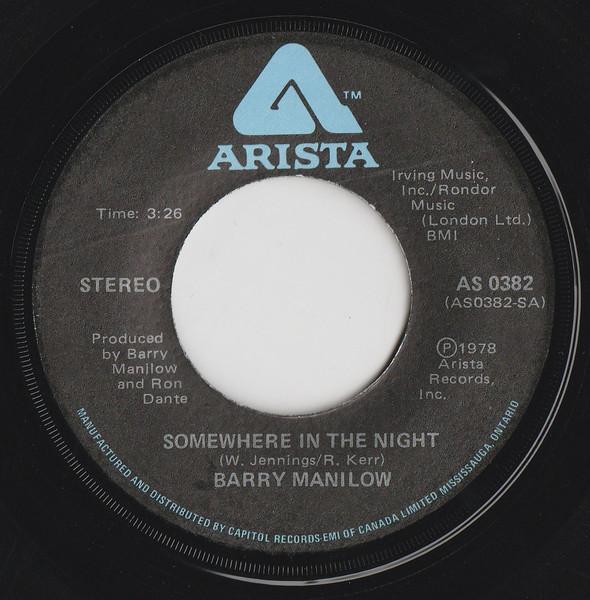 TM
ARISTA
Irving Music,
Inc./Rondor
Music
(London Ltd.)
BMI
Time: 3:26
STEREO
AS 0382
(AS0382-SA)
Produced
by Barry
Manilow
and Ron
Dante
Ⓟ1978
Arista
Records,
Inc.
SOMEWHERE IN THE NIGHT
(W. Jennings/R. Kerr)
BARRY MANILOW
MANUFACTURED AND DISTRIBUTED BY CAPITOL RECORDS-EMI OF CANADA LIMITED MISSISSAUGA, ONTARIO